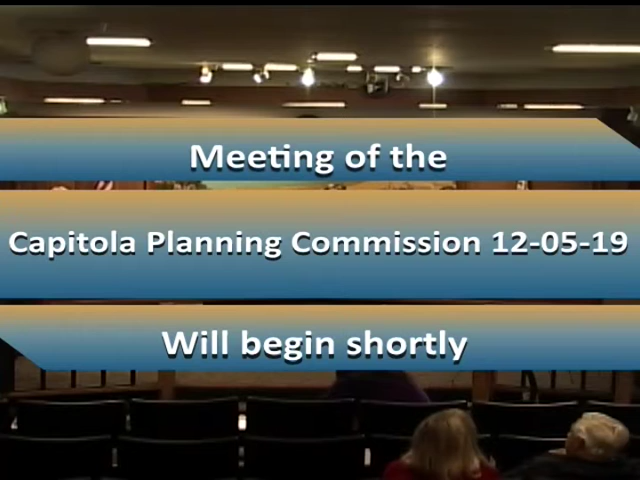 Meeting of the
Capitola Planning Commission 12-05-19
Will begin shortly